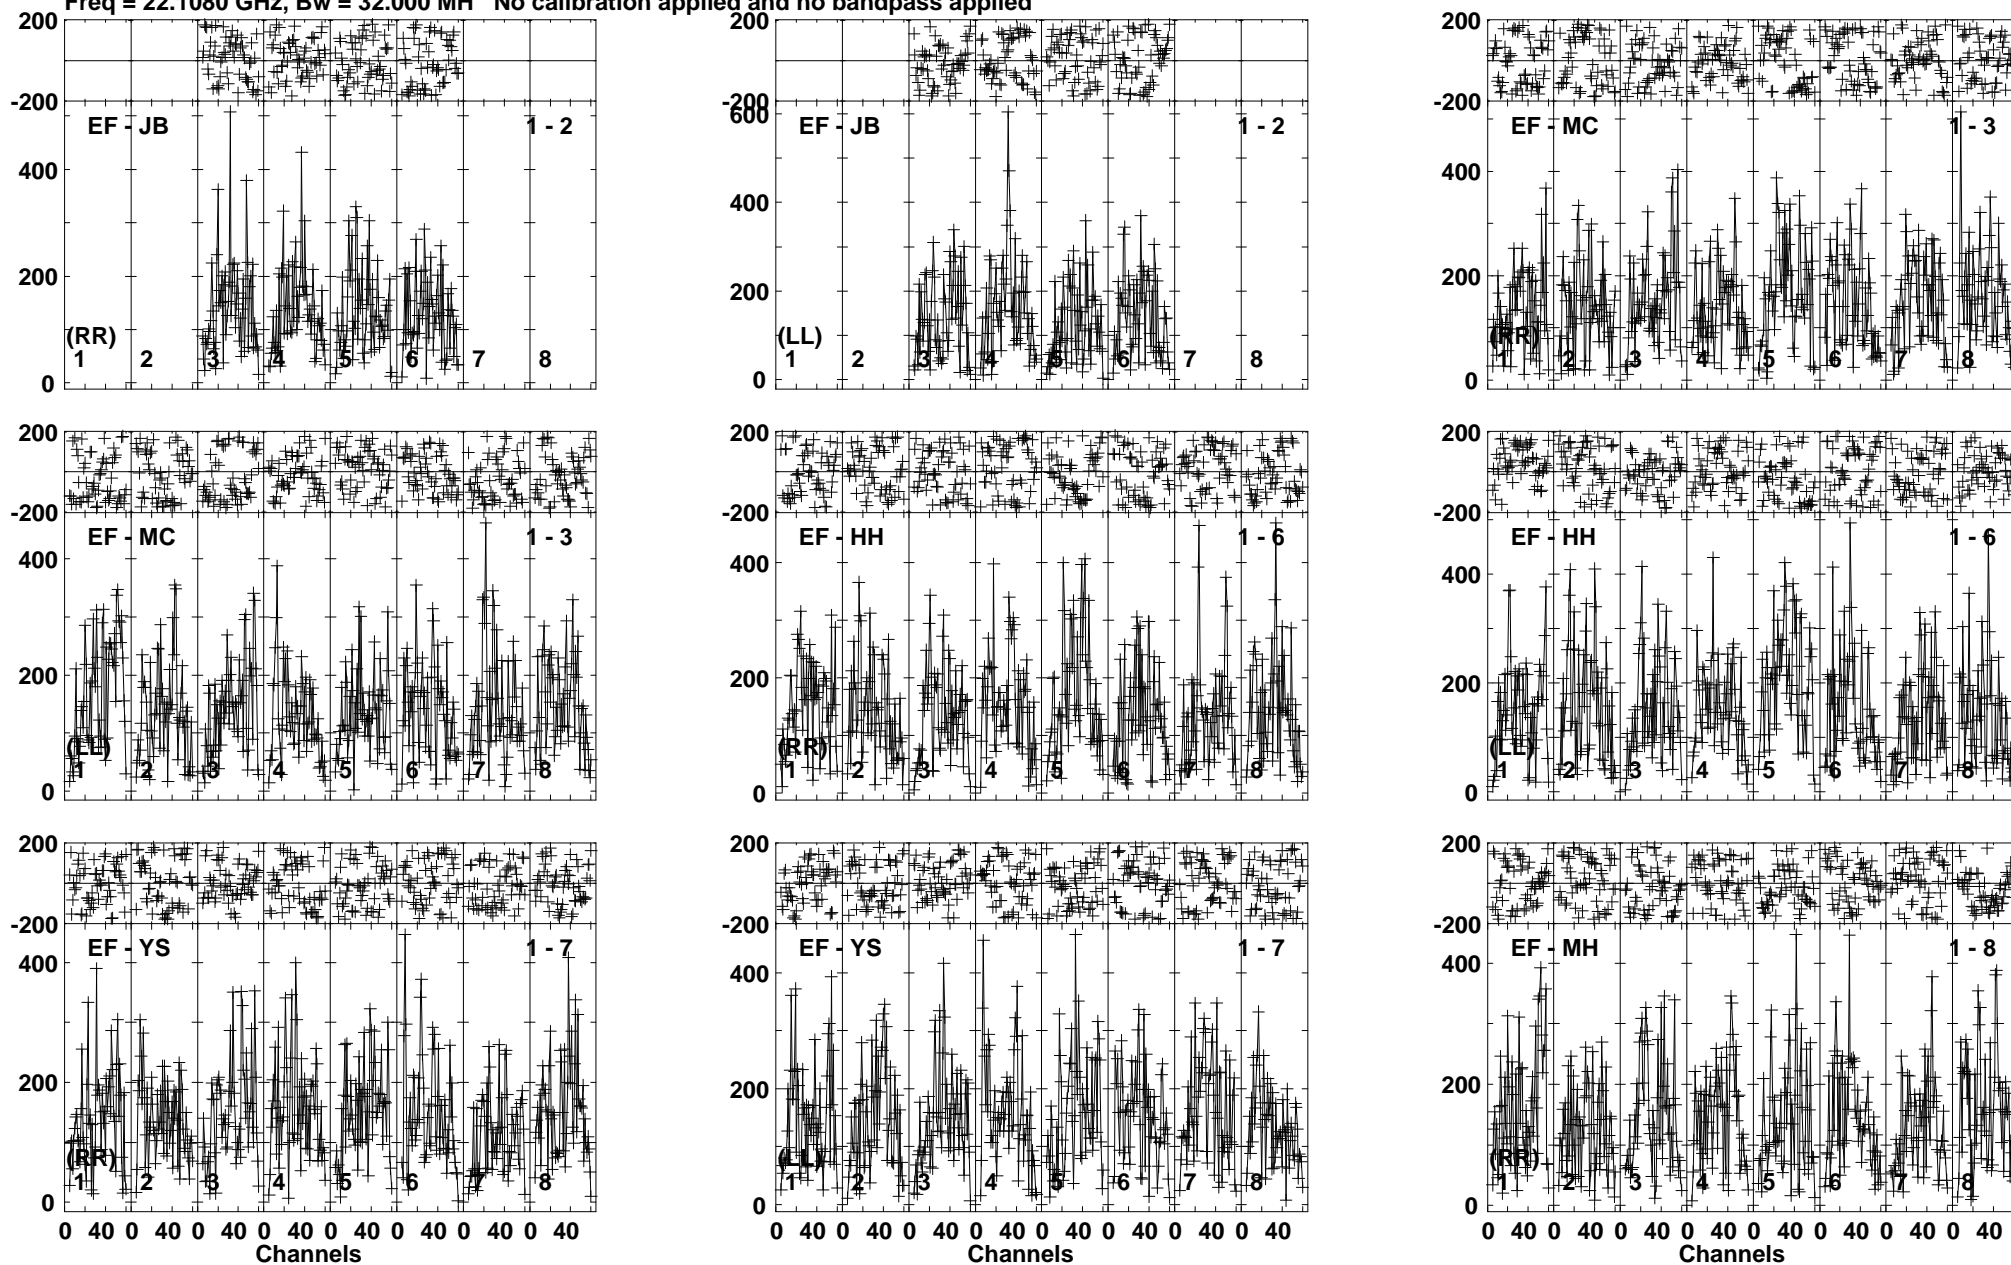 Freq = 22.1080 GHz, Bw = 32.000 MH No calibration applied and no bandpass applied
200 200 200
-200 -200 -200
EF - JB 1 - 2 EF - JB 1 - 2 EF - MC 1 - 3
400 600 400
200 400 200
0 200 0
0
(RR) (LL) (RR)
1 2 3 4 5 6 7 8 1 2 3 4 5 6 7 8 1 2 3 4 5 6 7 8
200 200 200
-200 -200 -200
EF - MC 1 - 3 EF - HH 1 - 6 EF - HH 1 - 6
400 400 400
200 200 200
(LL) (RR) (LL)
1 2 3 4 5 6 7 8 1 2 3 4 5 6 7 8 1 2 3 4 5 6 7 8
0 0 0
200 200 200
-200 -200 -200
EF - YS 1 - 7 EF - YS 1 - 7 EF - MH 1 - 8
400 400 400
200 200 200
(RR) (LL) (RR)
1 2 3 4 5 6 7 8 1 2 3 4 5 6 7 8 1 2 3 4 5 6 7 8
0 0 0
0 40 0 40 0 40 0 40 0 40 0 40 0 40 0 40 0 40 0 40 0 40 0 40 0 40 0 40 0 40 0 40 0 40 0 40 0 40 0 40 0 40 0 40 0 40 0 40
Channels Channels Channels